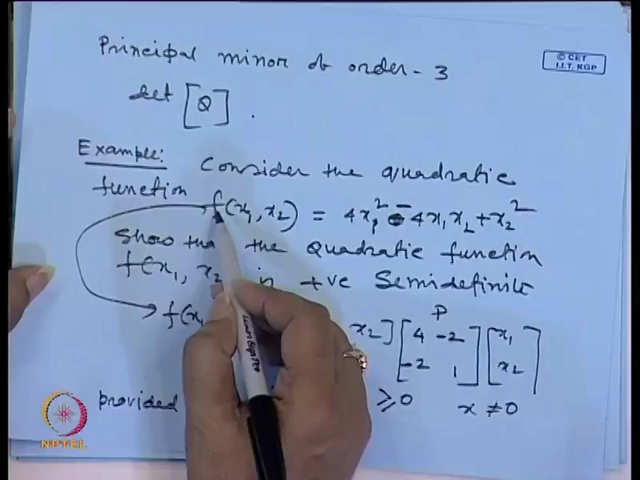 Principal minor of order - 3
© CET
I.I.T. KGP
det [Q] .
Example: Consider the quadratic
function f(x₁, x₂) = 4x₁² - 4x₁x₂ + x₂²
Show that the Quadratic function
f(x₁, x₂ is +ve Semidefinite
f(x₁ x₂] [4 -2 -2 1] [x₁ x₂]
P
provided ≥ 0 x ≠ 0
NPTEL